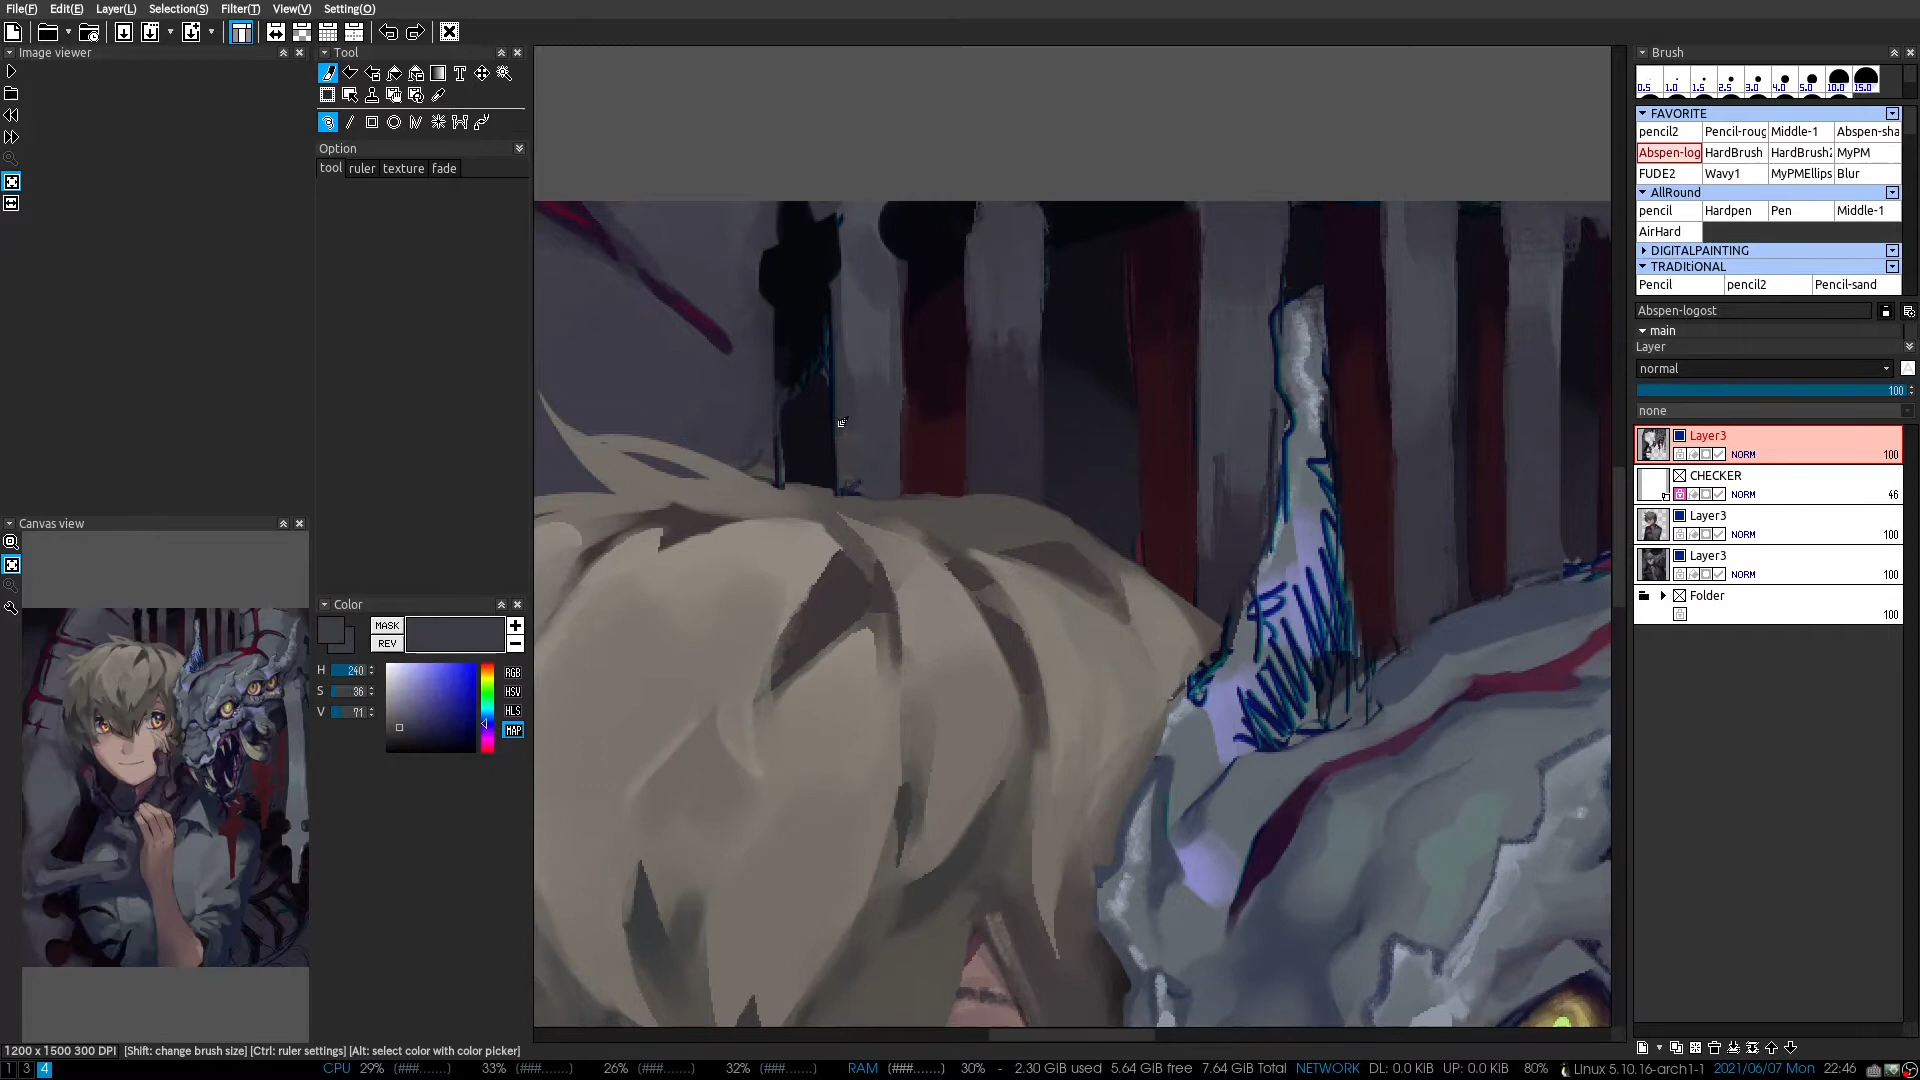 File(F) Edit(E) Layer(L) Selection(S) Filter(T) View(V) Setting(O)
Image viewer
Tool
Option
tool ruler texture fade
Canvas view
Color
MASK
REV
H 240
S 36
V 71
RGB
HSV
HLS
MAP
Brush
0.5 1.0 1.5 2.5 3.0 4.0 5.0 10.0 15.0
FAVORITE
pencil2 Pencil-roug Middle-1 Abspen-sha
Abspen-log HardBrush HardBrush2 MyPM
FUDE2 Wavy1 MyPMEllips Blur
AllRound
pencil Hardpen Pen Middle-1
AirHard
DIGITALPAINTING
TRADItiONAL
Pencil pencil2 Pencil-sand
Abspen-logost
main
Layer
normal
100
none
Layer3
NORM 100
CHECKER
NORM 46
Layer3
NORM 100
Layer3
NORM 100
Folder
100
1200 x 1500 300 DPI [Shift: change brush size] [Ctrl: ruler settings] [Alt: select color with color picker]
1 3 4 CPU 29% (###.......) 33% (###.......) 26% (###.......) 32% (###.......) RAM (###.......) 30% - 2.30 GiB used 5.64 GiB free 7.64 GiB Total NETWORK DL: 0.0 KiB UP: 0.0 KiB 80% Linux 5.10.16-arch1-1 2021/06/07 Mon 22:46